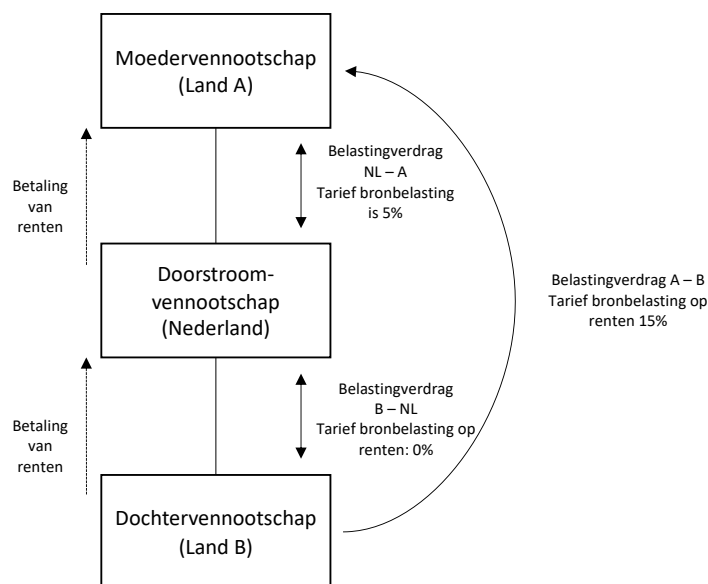 Moedervennootschap
(Land A)
Betaling
van
renten
Belastingverdrag
NL – A
Tarief bronbelasting
is 5%
Doorstroom-
vennootschap
(Nederland)
Belastingverdrag A – B
Tarief bronbelasting op
renten 15%
Betaling
van
renten
Belastingverdrag
B – NL
Tarief bronbelasting op
renten: 0%
Dochtervennootschap
(Land B)